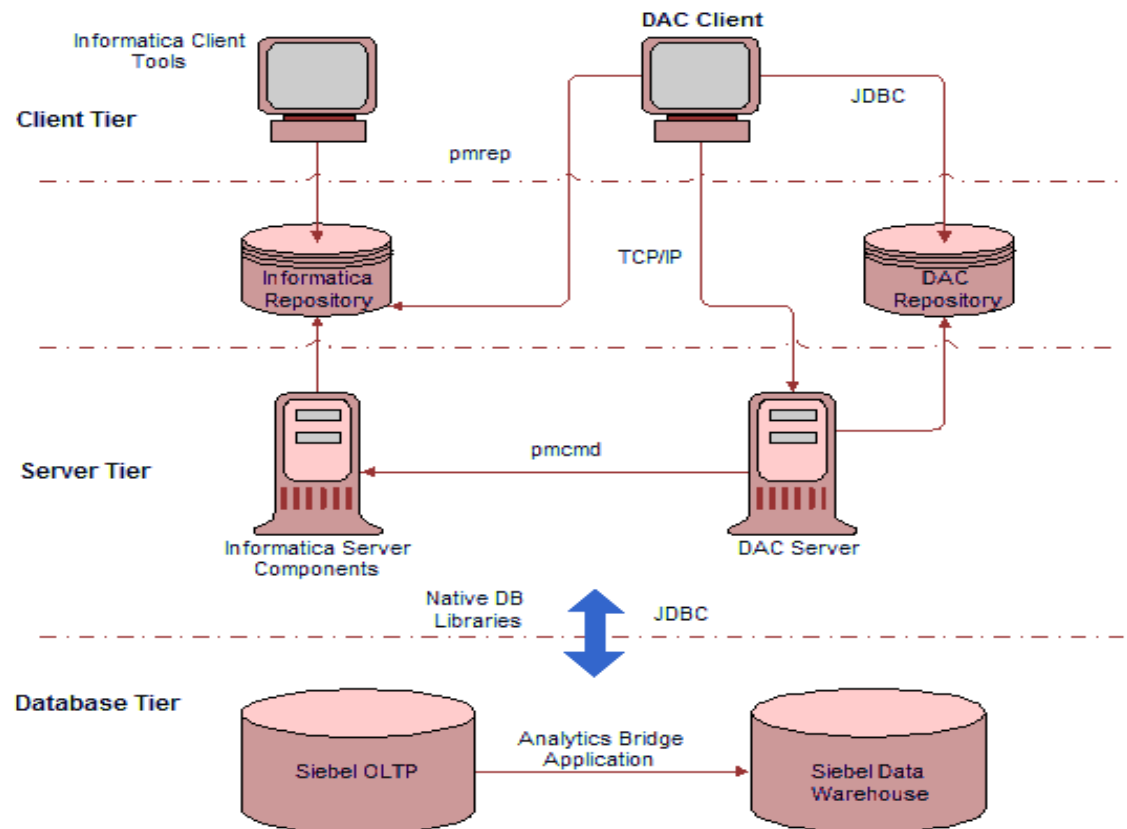 DAC Client
Informatica Client
Tools
JDBC
Client Tier
pmrep
TCP/IP
Informatica
Repository
DAC
Repository
pmcmd
Server Tier
Informatica Server
Components
DAC Server
Native DB
Libraries
JDBC
Database Tier
Analytics Bridge
Application
Siebel OLTP
Siebel Data
Warehouse